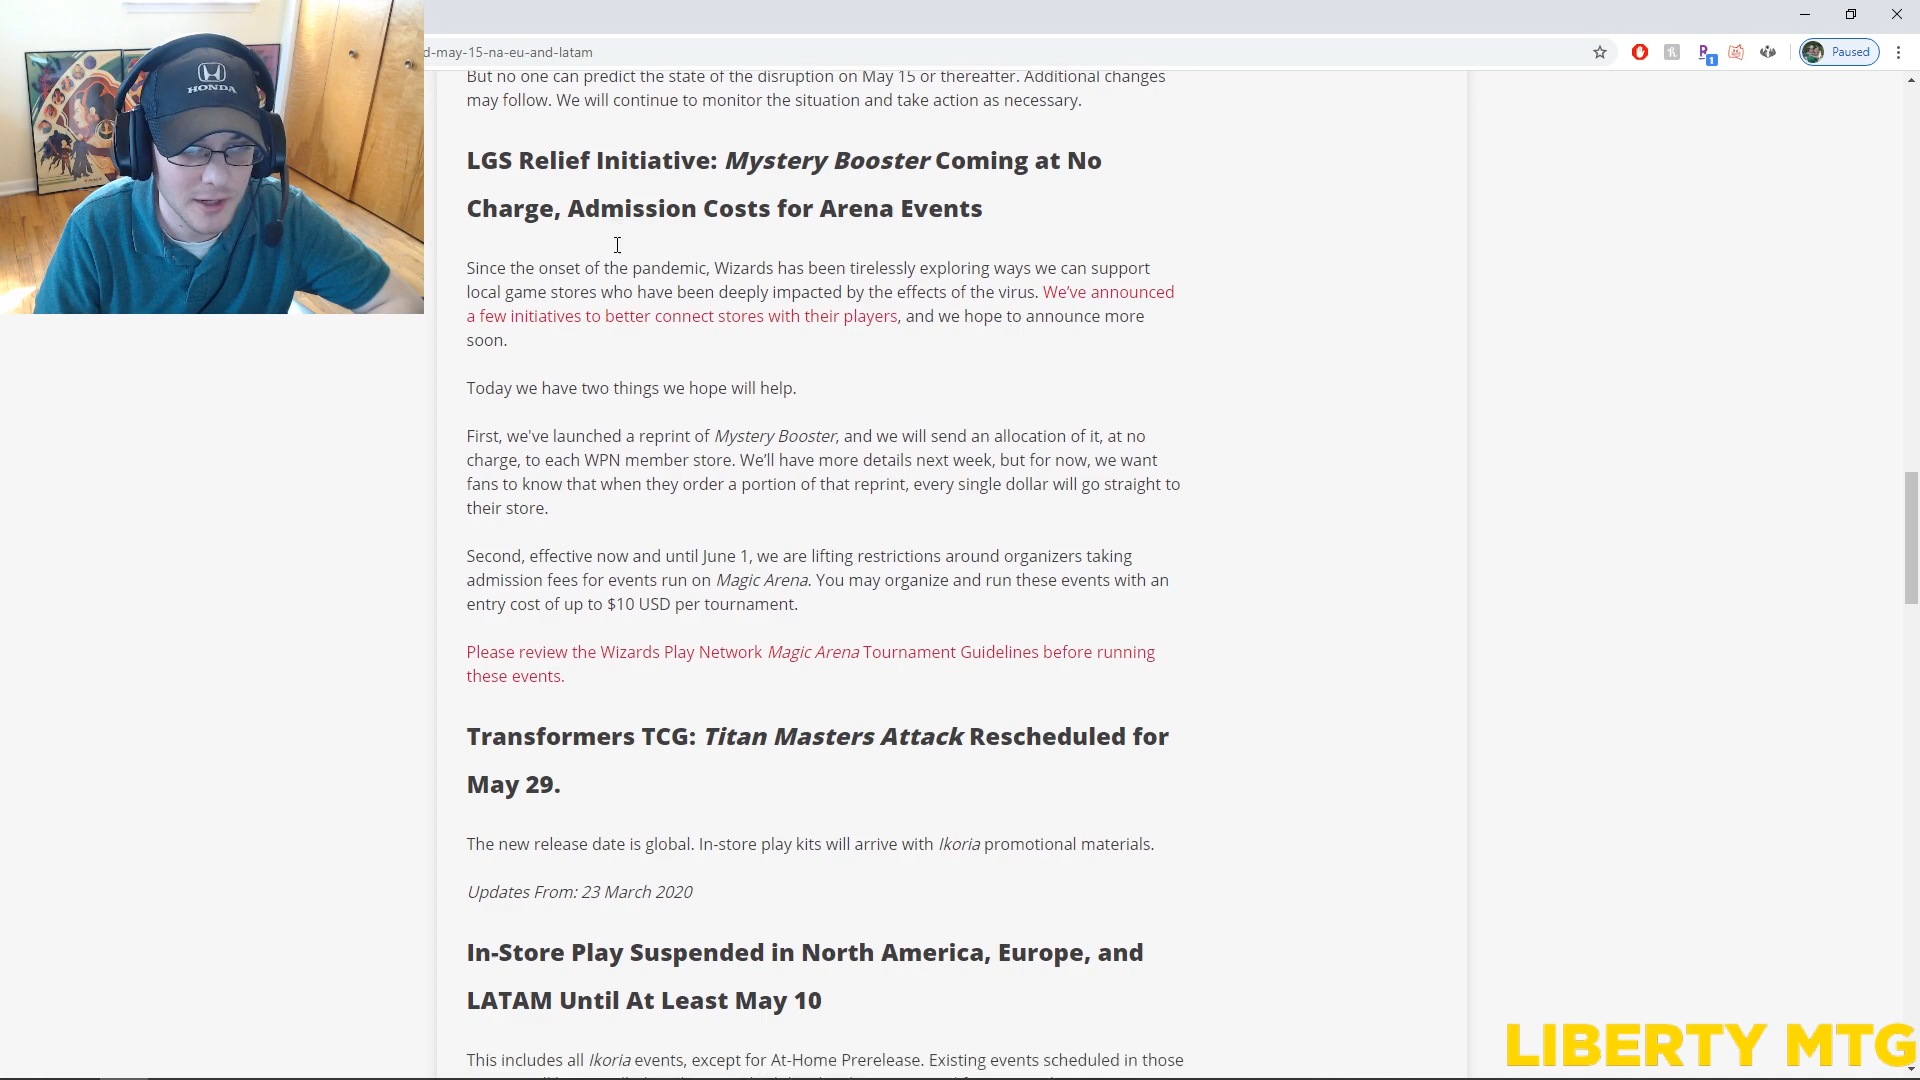 HONDA
d-may-15-na-eu-and-latam
1
Paused
But no one can predict the state of the disruption on May 15 or thereafter. Additional changes
may follow. We will continue to monitor the situation and take action as necessary.
LGS Relief Initiative: Mystery Booster Coming at No
Charge, Admission Costs for Arena Events
Since the onset of the pandemic, Wizards has been tirelessly exploring ways we can support
local game stores who have been deeply impacted by the effects of the virus. We've announced
a few initiatives to better connect stores with their players, and we hope to announce more
soon.
Today we have two things we hope will help.
First, we've launched a reprint of Mystery Booster, and we will send an allocation of it, at no
charge, to each WPN member store. We'll have more details next week, but for now, we want
fans to know that when they order a portion of that reprint, every single dollar will go straight to
their store.
Second, effective now and until June 1, we are lifting restrictions around organizers taking
admission fees for events run on Magic Arena. You may organize and run these events with an
entry cost of up to $10 USD per tournament.
Please review the Wizards Play Network Magic Arena Tournament Guidelines before running
these events.
Transformers TCG: Titan Masters Attack Rescheduled for
May 29.
The new release date is global. In-store play kits will arrive with Ikoria promotional materials.
Updates From: 23 March 2020
In-Store Play Suspended in North America, Europe, and
LATAM Until At Least May 10
This includes all Ikoria events, except for At-Home Prerelease. Existing events scheduled in those
LIBERTY MTG